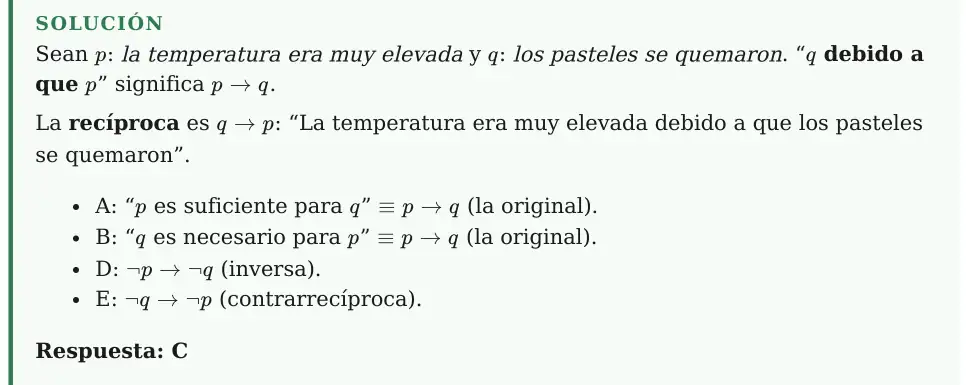 SOLUCIÓN
Sean p: la temperatura era muy elevada y q: los pasteles se quemaron. “q debido a
que p” significa p → q.
La recíproca es q → p: “La temperatura era muy elevada debido a que los pasteles
se quemaron”.
• A: “p es suficiente para q” ≡ p → q (la original).
• B: “q es necesario para p” ≡ p → q (la original).
• D: ¬p → ¬q (inversa).
• E: ¬q → ¬p (contrarrecíproca).
Respuesta: C